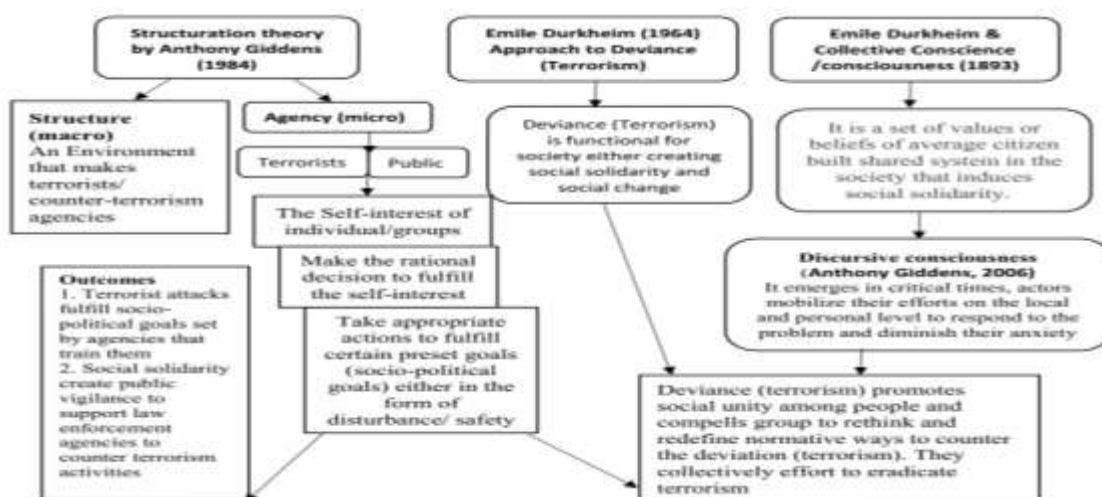 Structuration theory
by Anthony Giddens
(1984)
Emile Durkheim (1964)
Approach to Deviance
(Terrorism)
Emile Durkheim &
Collective Conscience
/consciousness (1893)
Structure
(macro)
An Environment
that makes
terrorists/
counter-terrorism
agencies
Agency (micro)
Terrorists
Public
Deviance (Terrorism)
is functional for
society either creating
social solidarity and
social change
It is a set of values or
beliefs of average citizen
built shared system in the
society that induces
social solidarity.
The Self-interest of
individual/groups
Make the rational
decision to fulfill
the self-interest
Take appropriate
actions to fulfill
certain preset goals
(socio-political
goals) either in the
form of
disturbance/ safety
Discursive consciousness
(Anthony Giddens, 2006)
It emerges in critical times, actors
mobilize their efforts on the local
and personal level to respond to the
problem and diminish their anxiety
Outcomes
1. Terrorist attacks
fulfill socio-
political goals set
by agencies that
train them
2. Social solidarity
create public
vigilance to
support law
enforcement
agencies to
counter terrorism
activities
Deviance (terrorism) promotes
social unity among people and
compells group to rethink and
redefine normative ways to counter
the deviation (terrorism). They
collectively effort to eradicate
terrorism